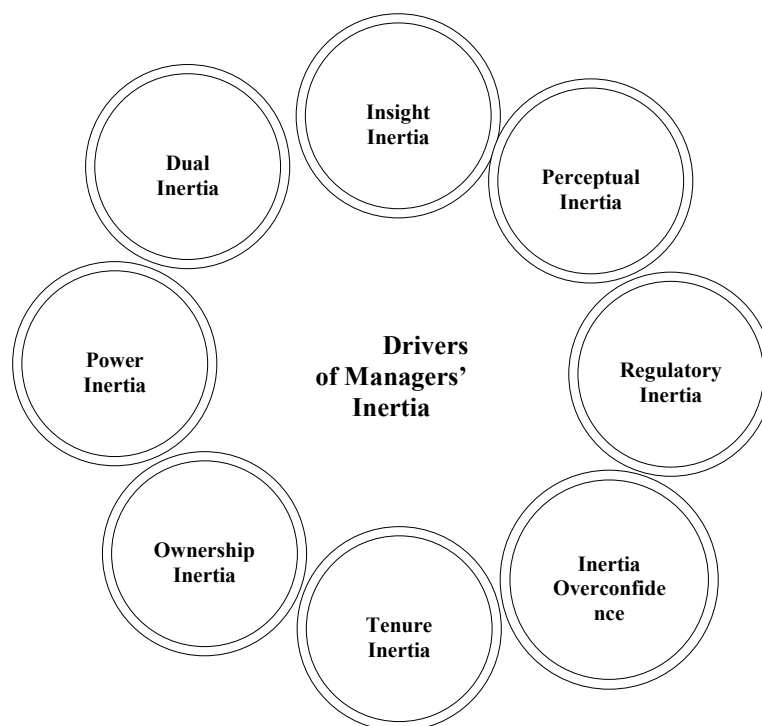 Insight
Inertia
Perceptual
Inertia
Regulatory
Inertia
Inertia
Overconfide
nce
Tenure
Inertia
Ownership
Inertia
Power
Inertia
Dual
Inertia
Drivers
of Managers’
Inertia